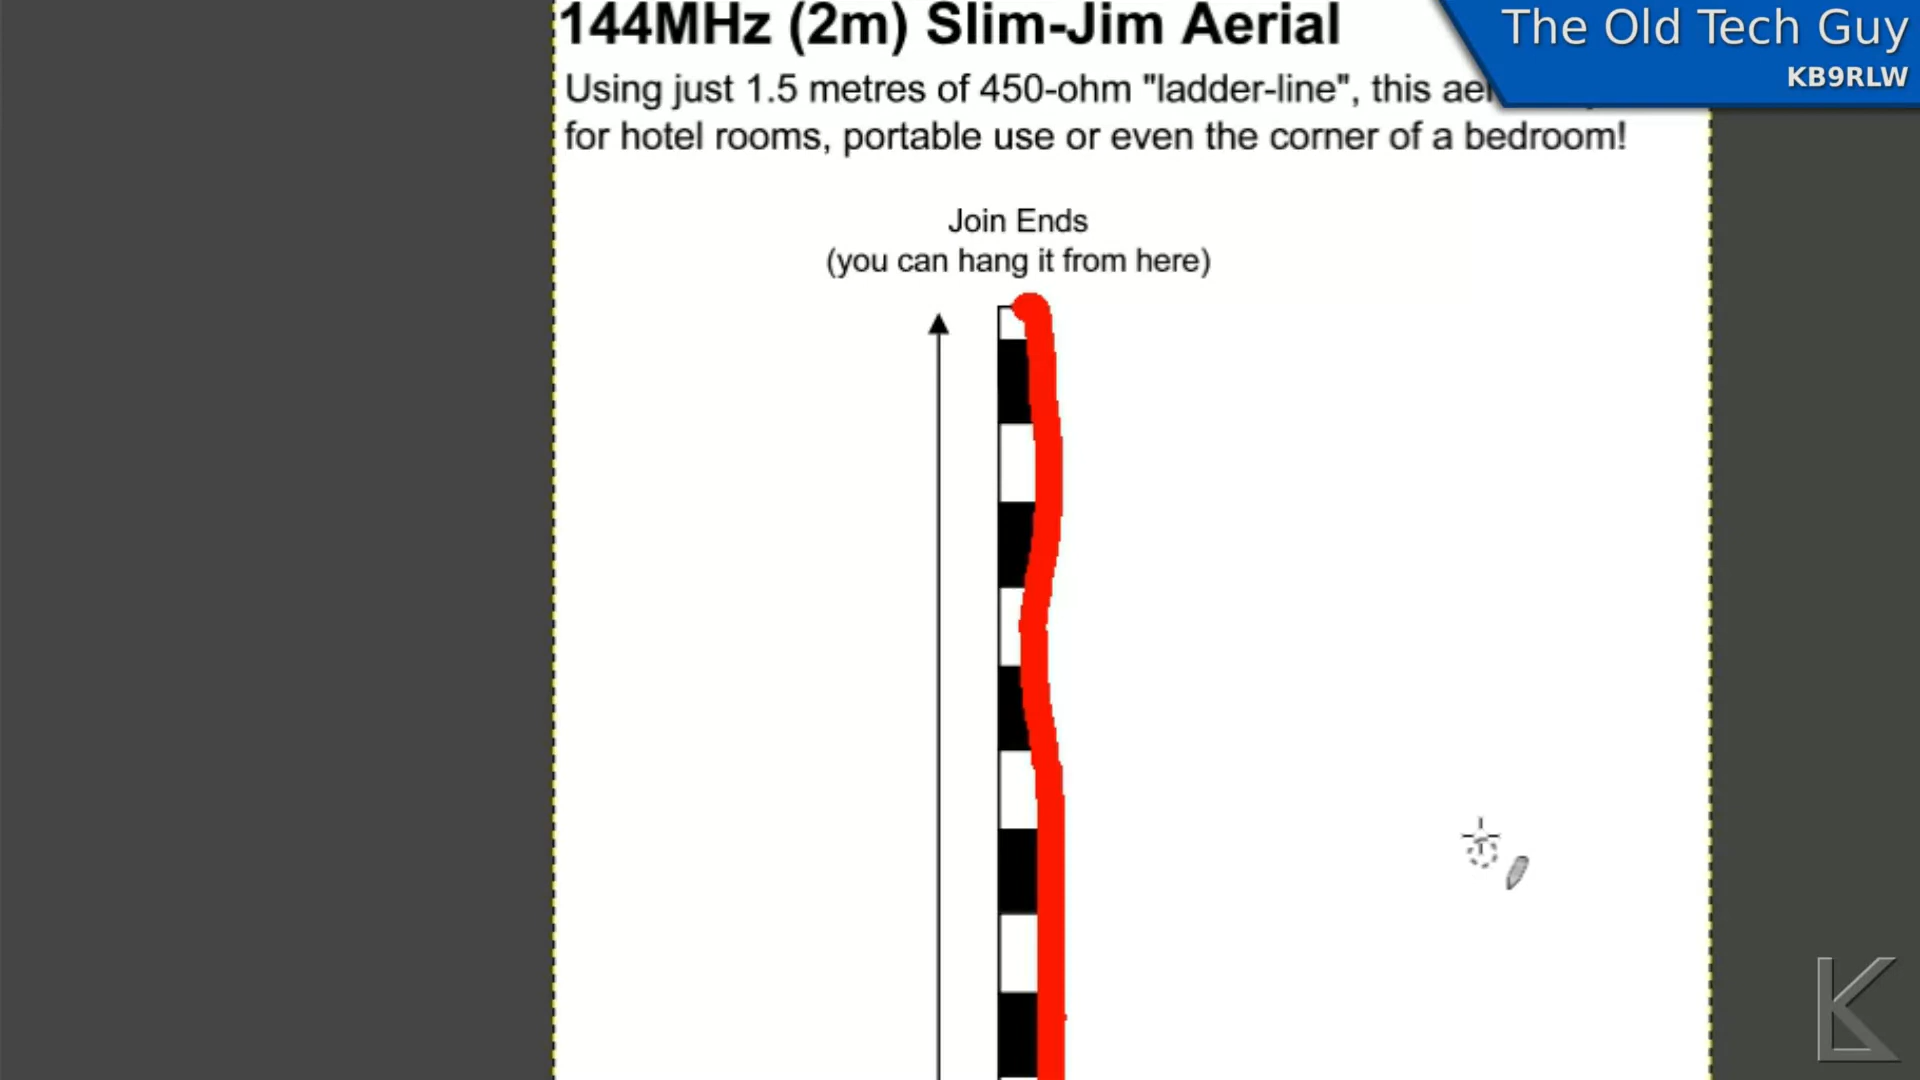 144MHz (2m) Slim-Jim Aerial
The Old Tech Guy
KB9RLW
Using just 1.5 metres of 450-ohm "ladder-line", this
for hotel rooms, portable use or even the corner of a bedroom!
Join Ends
(you can hang it from here)
K